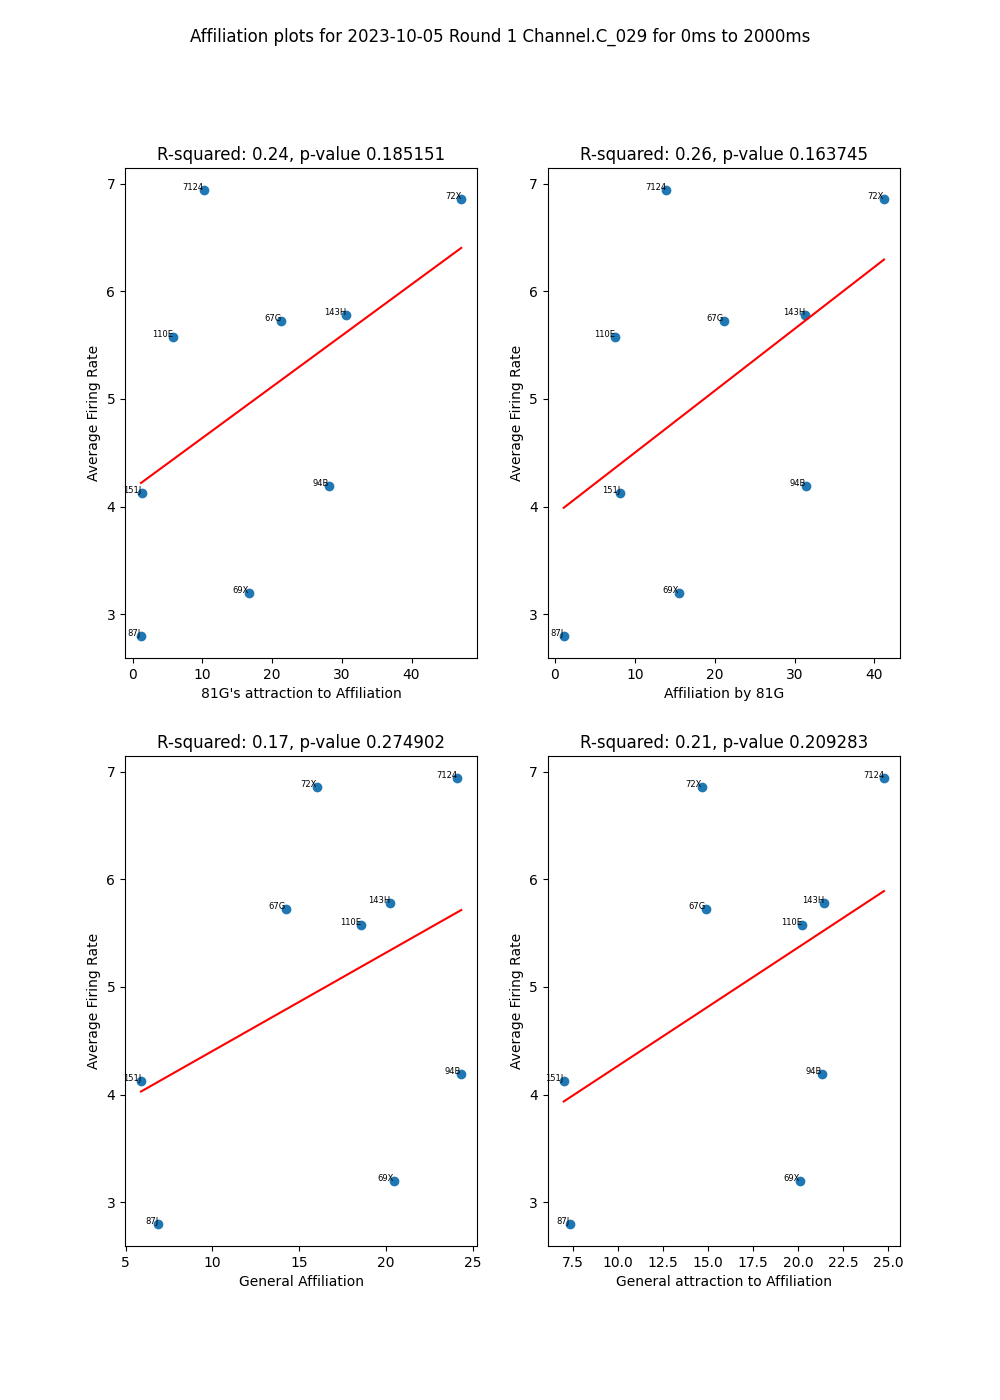 Affiliation plots for 2023-10-05 Round 1 Channel.C_029 for 0ms to 2000ms
R-squared: 0.24, p-value 0.185151
7
6
5
4
3
Average Firing Rate
7124
72X
143H
67G
110E
94B
151J
69X
87J
0 10 20 30 40
81G's attraction to Affiliation
R-squared: 0.26, p-value 0.163745
7
6
5
4
3
Average Firing Rate
7124
72X
143H
67G
110E
94B
151J
69X
87J
0 10 20 30 40
Affiliation by 81G
R-squared: 0.17, p-value 0.274902
7
6
5
4
3
Average Firing Rate
7124
72X
143H
67G
110E
94B
151J
69X
87J
5 10 15 20 25
General Affiliation
R-squared: 0.21, p-value 0.209283
7
6
5
4
3
Average Firing Rate
7124
72X
143H
67G
110E
94B
151J
69X
87J
7.5 10.0 12.5 15.0 17.5 20.0 22.5 25.0
General attraction to Affiliation